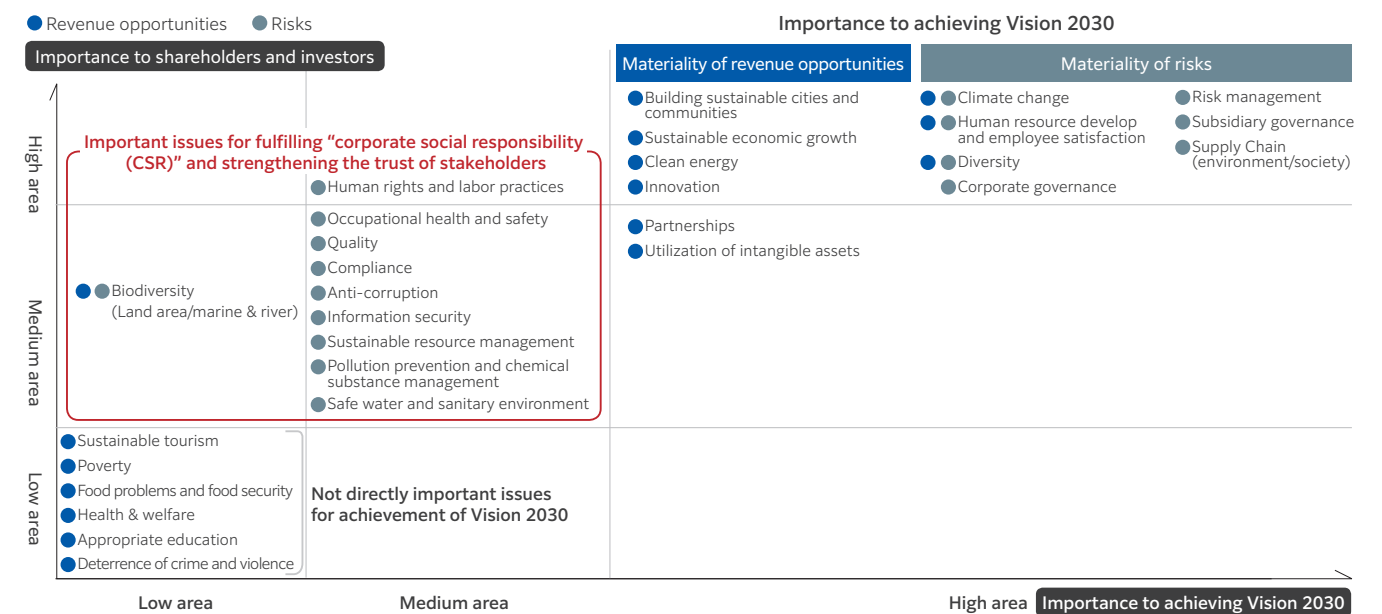 Revenue opportunities
Risks
Importance to achieving Vision 2030
Importance to shareholders and investors
Materiality of revenue opportunities
Materiality of risks
High area
Important issues for fulfilling “corporate social responsibility
(CSR)” and strengthening the trust of stakeholders
Human rights and labor practices
Building sustainable cities and
communities
Sustainable economic growth
Clean energy
Innovation
Climate change
Human resource develop
and employee satisfaction
Diversity
Corporate governance
Risk management
Subsidiary governance
Supply Chain
(environment/society)
Medium area
Biodiversity
(Land area/marine & river)
Occupational health and safety
Quality
Compliance
Anti-corruption
Information security
Sustainable resource management
Pollution prevention and chemical
substance management
Safe water and sanitary environment
Partnerships
Utilization of intangible assets
Low area
Sustainable tourism
Poverty
Food problems and food security
Health & welfare
Appropriate education
Deterrence of crime and violence
Not directly important issues
for achievement of Vision 2030
Low area
Medium area
High area
Importance to achieving Vision 2030